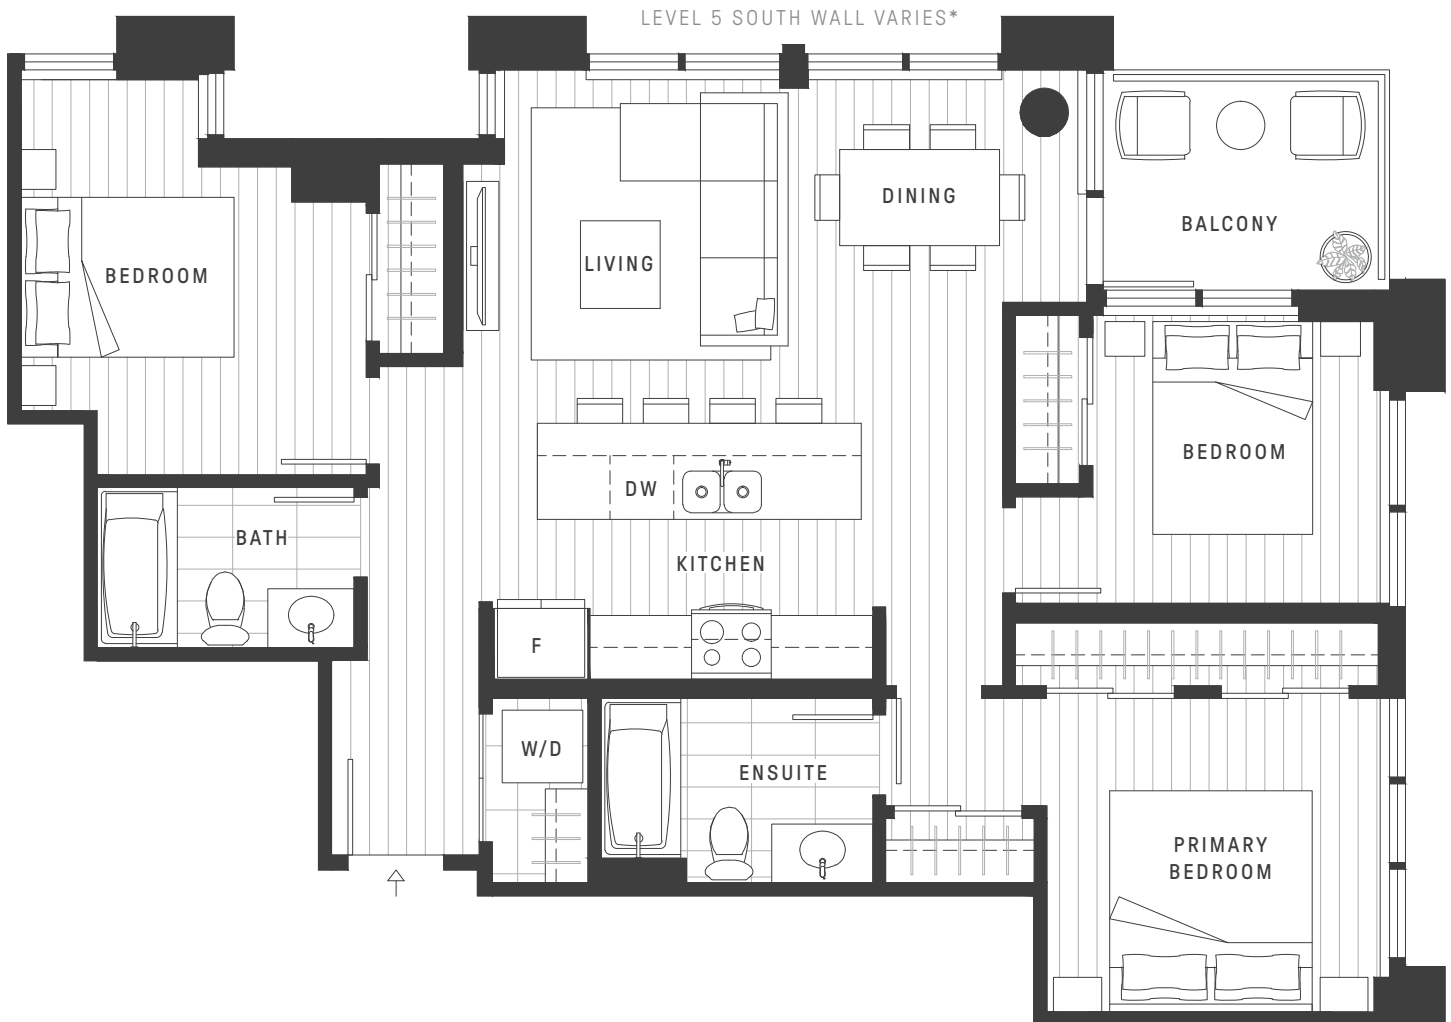 LEVEL 5 SOUTH WALL VARIES*
DINING
BALCONY
LIVING
BEDROOM
BEDROOM
DW
BATH
KITCHEN
F
W/D
ENSUITE
PRIMARY
BEDROOM